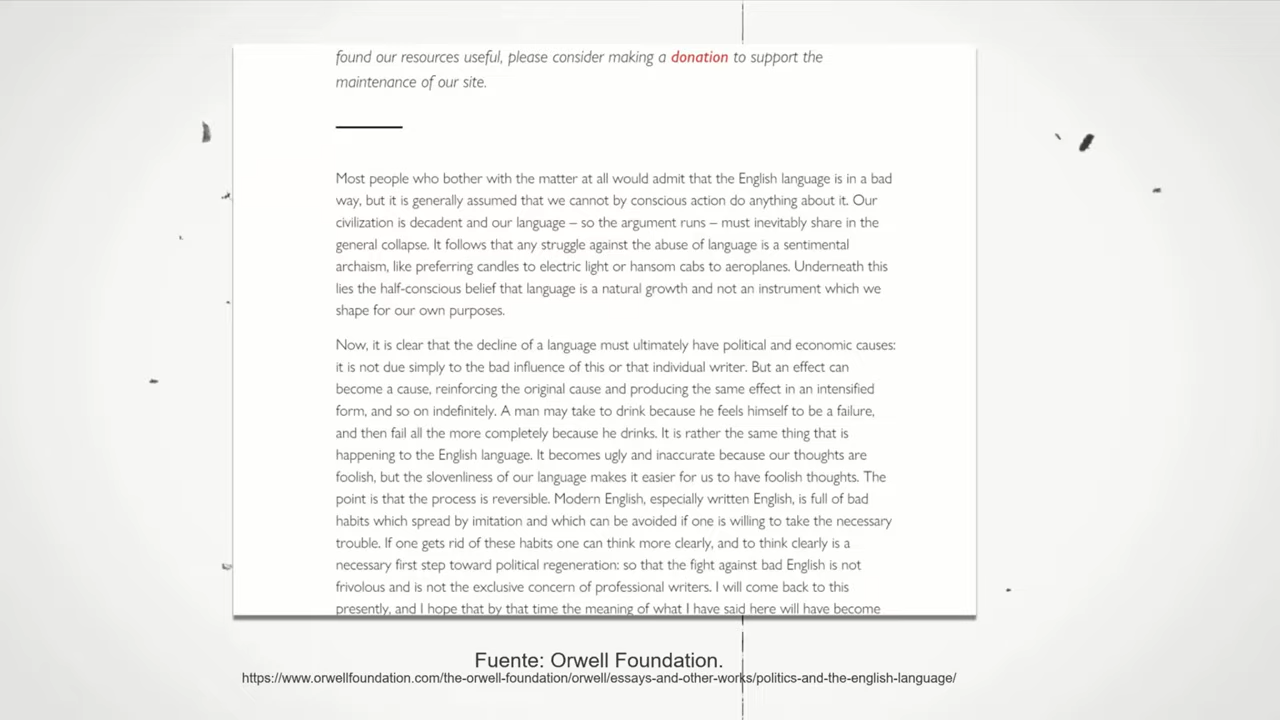 found our resources useful, please consider making a donation to support the
maintenance of our site.
Most people who bother with the matter at all would admit that the English language is in a bad
way, but it is generally assumed that we cannot by conscious action do anything about it. Our
civilization is decadent and our language – so the argument runs – must inevitably share in the
general collapse. It follows that any struggle against the abuse of language is a sentimental
archaism, like preferring candles to electric light or hansom cabs to aeroplanes. Underneath this
lies the half-conscious belief that language is a natural growth and not an instrument which we
shape for our own purposes.
Now, it is clear that the decline of a language must ultimately have political and economic causes:
it is not due simply to the bad influence of this or that individual writer. But an effect can
become a cause, reinforcing the original cause and producing the same effect in an intensified
form, and so on indefinitely. A man may take to drink because he feels himself to be a failure,
and then fail all the more completely because he drinks. It is rather the same thing that is
happening to the English language. It becomes ugly and inaccurate because our thoughts are
foolish, but the slovenliness of our language makes it easier for us to have foolish thoughts. The
point is that the process is reversible. Modern English, especially written English, is full of bad
habits which spread by imitation and which can be avoided if one is willing to take the necessary
trouble. If one gets rid of these habits one can think more clearly, and to think clearly is a
necessary first step toward political regeneration: so that the fight against bad English is not
frivolous and is not the exclusive concern of professional writers. I will come back to this
presently, and I hope that by that time the meaning of what I have said here will have become
Fuente: Orwell Foundation.
https://www.orwellfoundation.com/the-orwell-foundation/orwell/essays-and-other-works/politics-and-the-english-language/